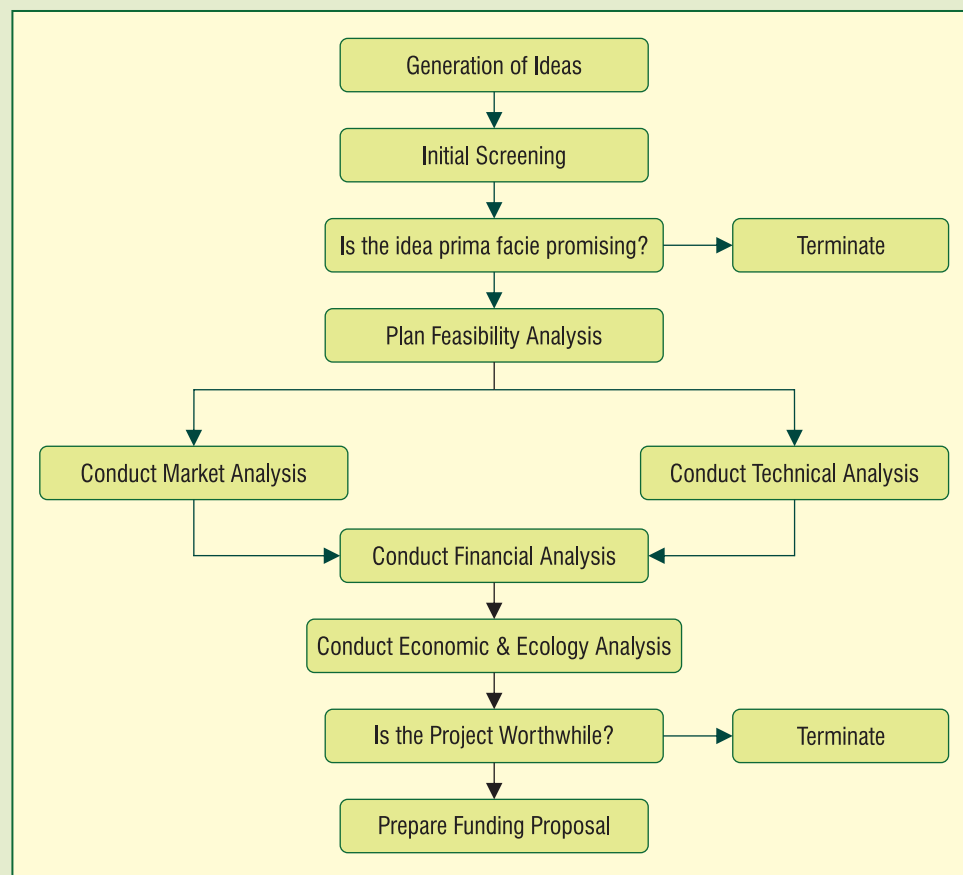 Generation of Ideas
Initial Screening
Is the idea prima facie promising?
Terminate
Plan Feasibility Analysis
Conduct Market Analysis
Conduct Technical Analysis
Conduct Financial Analysis
Conduct Economic & Ecology Analysis
Is the Project Worthwhile?
Terminate
Prepare Funding Proposal